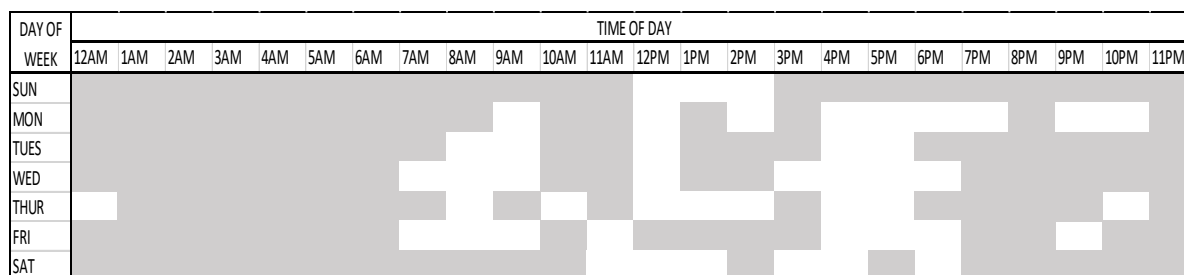 DAY OF WEEK TIME OF DAY
12AM 1AM 2AM 3AM 4AM 5AM 6AM 7AM 8AM 9AM 10AM 11AM 12PM 1PM 2PM 3PM 4PM 5PM 6PM 7PM 8PM 9PM 10PM 11PM
SUN
MON
TUES
WED
THUR
FRI
SAT